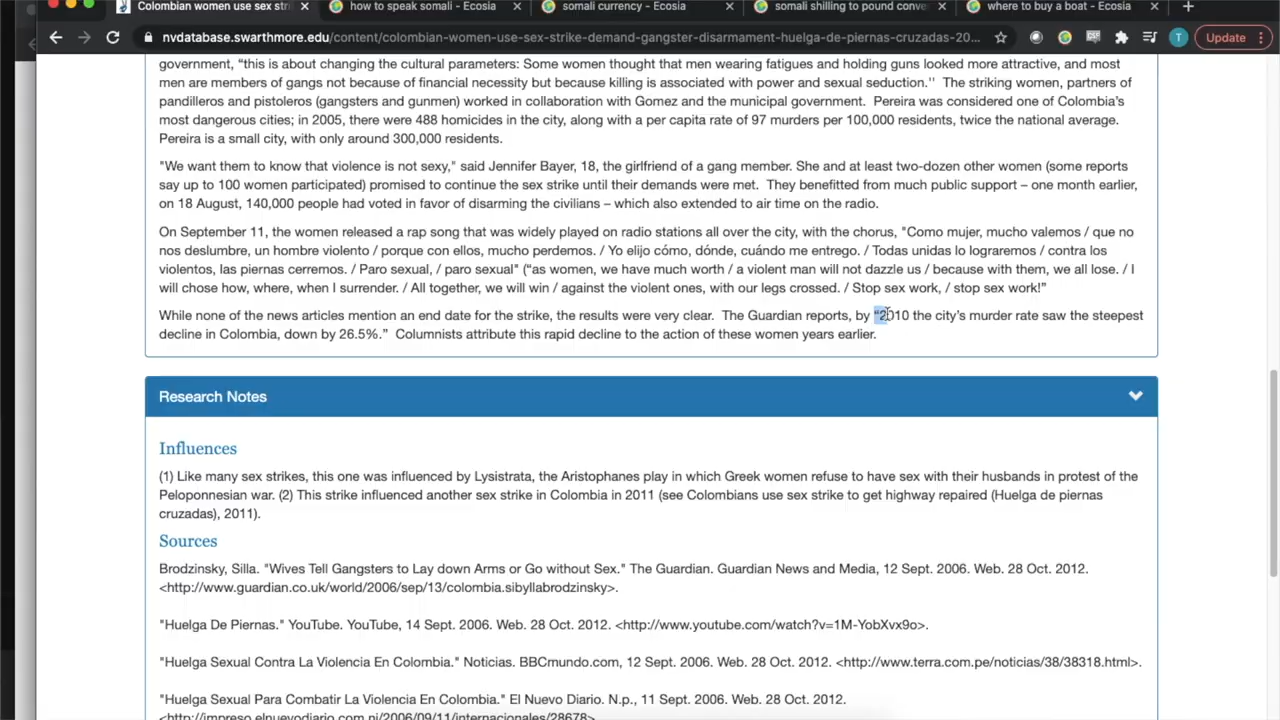 Colombian women use sex stri
how to speak somali - Ecosia
somali currency - Ecosia
somali shilling to pound conve
where to buy a boat - Ecosia
nvdatabase.swarthmore.edu/content/colombian-women-use-sex-strike-demand-gangster-disarmament-huelga-de-piernas-cruzadas-20...
T
Update
government, “this is about changing the cultural parameters: Some women thought that men wearing fatigues and holding guns looked more attractive, and most
men are members of gangs not because of financial necessity but because killing is associated with power and sexual seduction.''  The striking women, partners of
pandilleros and pistoleros (gangsters and gunmen) worked in collaboration with Gomez and the municipal government.  Pereira was considered one of Colombia’s
most dangerous cities; in 2005, there were 488 homicides in the city, along with a per capita rate of 97 murders per 100,000 residents, twice the national average.
Pereira is a small city, with only around 300,000 residents.
"We want them to know that violence is not sexy," said Jennifer Bayer, 18, the girlfriend of a gang member. She and at least two-dozen other women (some reports
say up to 100 women participated) promised to continue the sex strike until their demands were met.  They benefitted from much public support – one month earlier,
on 18 August, 140,000 people had voted in favor of disarming the civilians – which also extended to air time on the radio.
On September 11, the women released a rap song that was widely played on radio stations all over the city, with the chorus, "Como mujer, mucho valemos / que no
nos deslumbre, un hombre violento / porque con ellos, mucho perdemos. / Yo elijo cómo, dónde, cuándo me entrego. / Todas unidas lo lograremos / contra los
violentos, las piernas cerremos. / Paro sexual, / paro sexual" (“as women, we have much worth / a violent man will not dazzle us / because with them, we all lose. / I
will chose how, where, when I surrender. / All together, we will win / against the violent ones, with our legs crossed. / Stop sex work, / stop sex work!”
While none of the news articles mention an end date for the strike, the results were very clear.  The Guardian reports, by “2010 the city’s murder rate saw the steepest
decline in Colombia, down by 26.5%.”  Columnists attribute this rapid decline to the action of these women years earlier.
Research Notes
Influences
(1) Like many sex strikes, this one was influenced by Lysistrata, the Aristophanes play in which Greek women refuse to have sex with their husbands in protest of the
Peloponnesian war. (2) This strike influenced another sex strike in Colombia in 2011 (see Colombians use sex strike to get highway repaired (Huelga de piernas
cruzadas), 2011).
Sources
Brodzinsky, Silla. "Wives Tell Gangsters to Lay down Arms or Go without Sex." The Guardian. Guardian News and Media, 12 Sept. 2006. Web. 28 Oct. 2012.
<http://www.guardian.co.uk/world/2006/sep/13/colombia.sibyllabrodzinsky>.
"Huelga De Piernas." YouTube. YouTube, 14 Sept. 2006. Web. 28 Oct. 2012. <http://www.youtube.com/watch?v=1M-YobXvx9o>.
"Huelga Sexual Contra La Violencia En Colombia." Noticias. BBCmundo.com, 12 Sept. 2006. Web. 28 Oct. 2012. <http://www.terra.com.pe/noticias/38/38318.html>.
"Huelga Sexual Para Combatir La Violencia En Colombia." El Nuevo Diario. N.p., 11 Sept. 2006. Web. 28 Oct. 2012.
<http://impreso.elnuevodiario.com.ni/2006/09/11/internacionales/28678>.